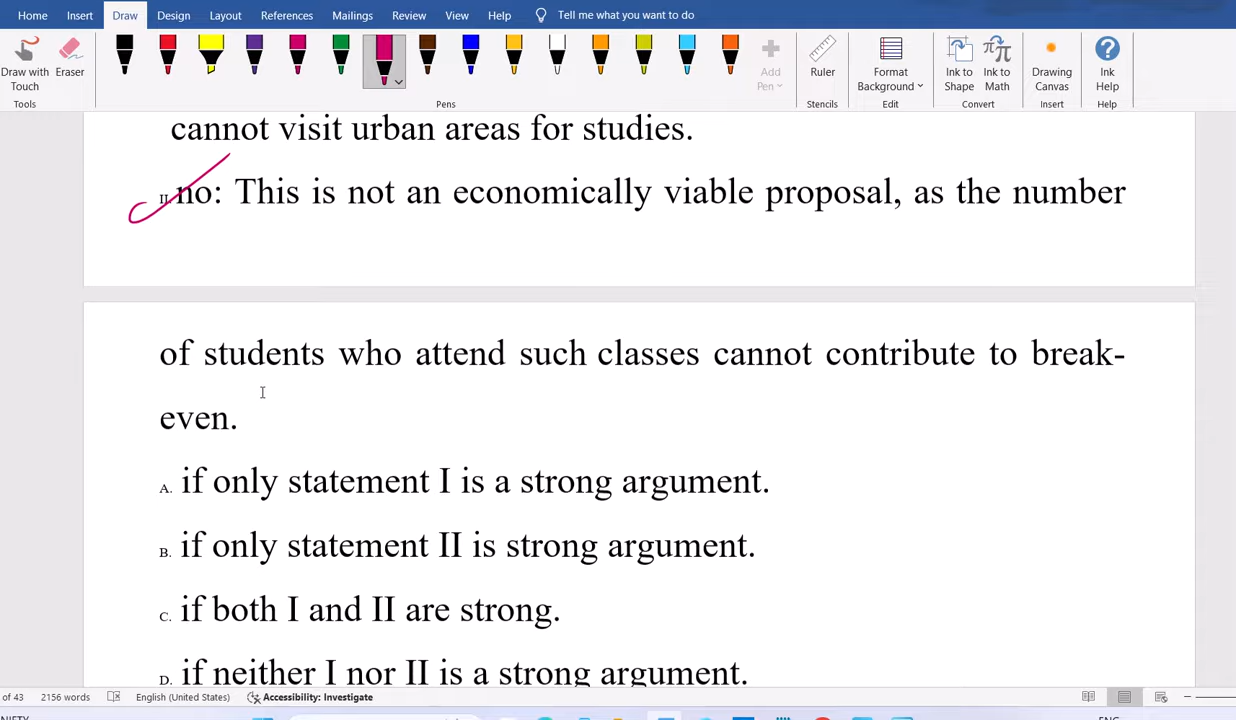 Home Insert Draw Design Layout References Mailings Review View Help Tell me what you want to do
Draw with Touch Eraser Add Pen Ruler Format Background Ink to Shape Ink to Math Drawing Canvas Ink Help
Tools Pens Stencils Edit Convert Insert Help
cannot visit urban areas for studies.
II. no: This is not an economically viable proposal, as the number
of students who attend such classes cannot contribute to break-
even.
A. if only statement I is a strong argument.
B. if only statement II is strong argument.
C. if both I and II are strong.
D. if neither I nor II is a strong argument.
of 43 2156 words English (United States) Accessibility: Investigate
NIFTY ENG